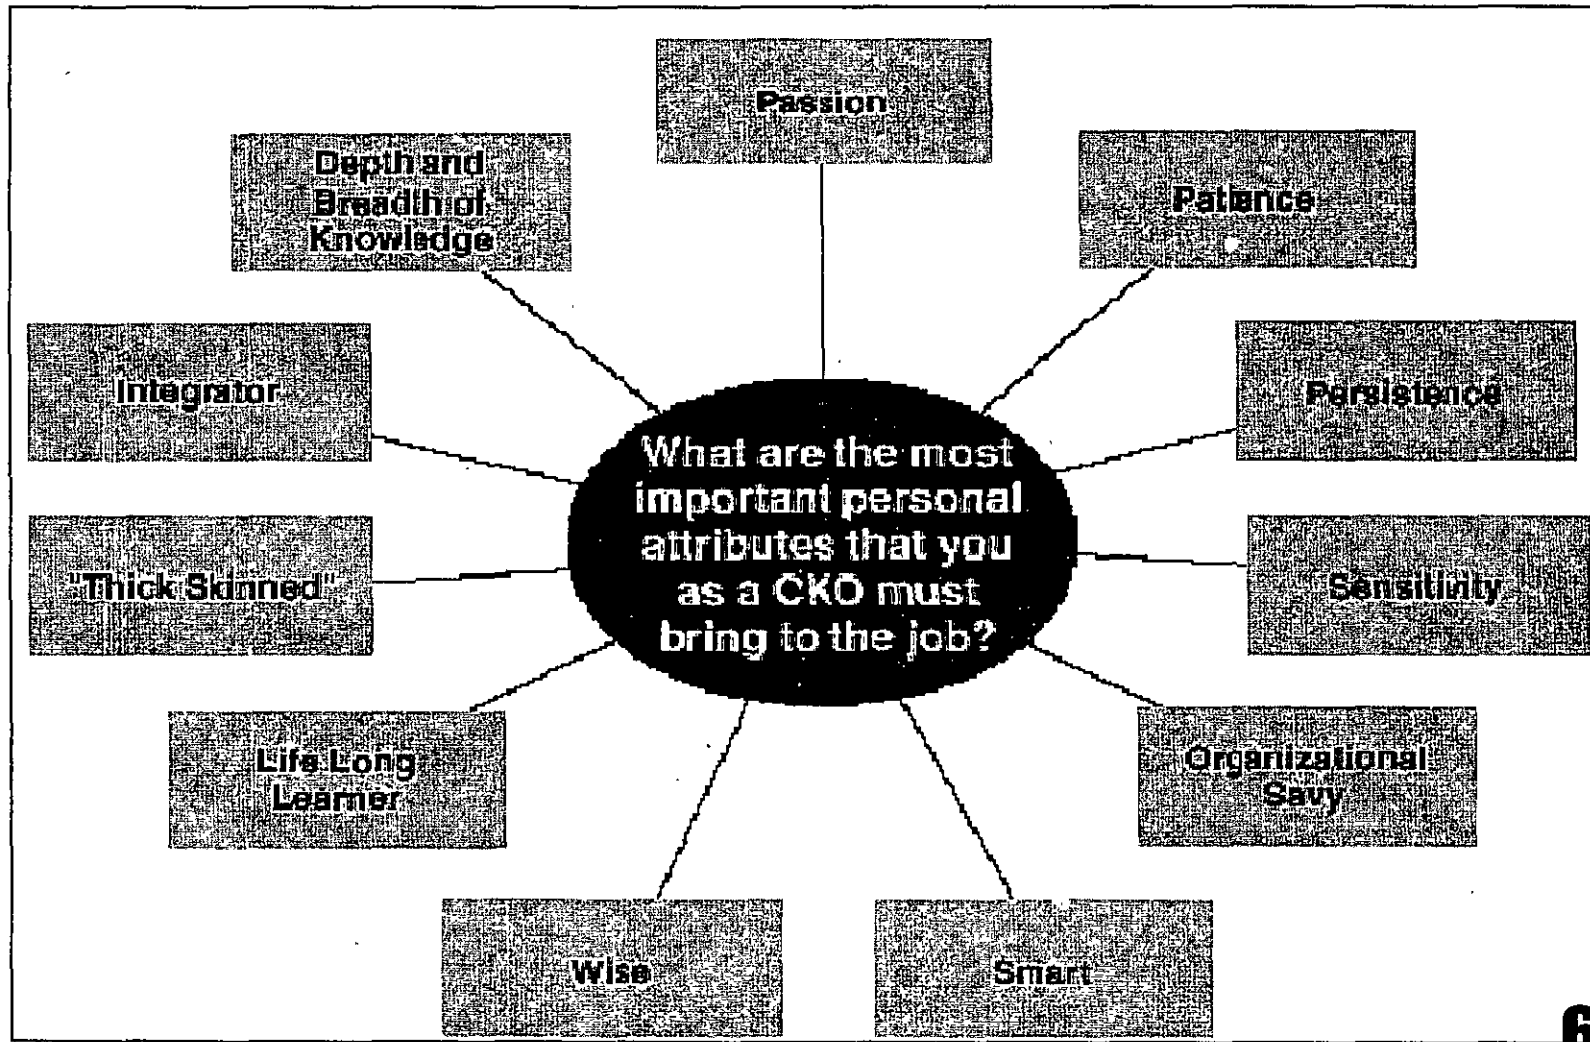 Passion
Depth and
Breadth of
Knowledge
Patience
Integrator
Persistence
What are the most
important personal
attributes that you
as a CKO must
bring to the job?
"Thick Skinned"
Sensitivity
Life Long
Learner
Organizational
Savy
Wise
Smart
6